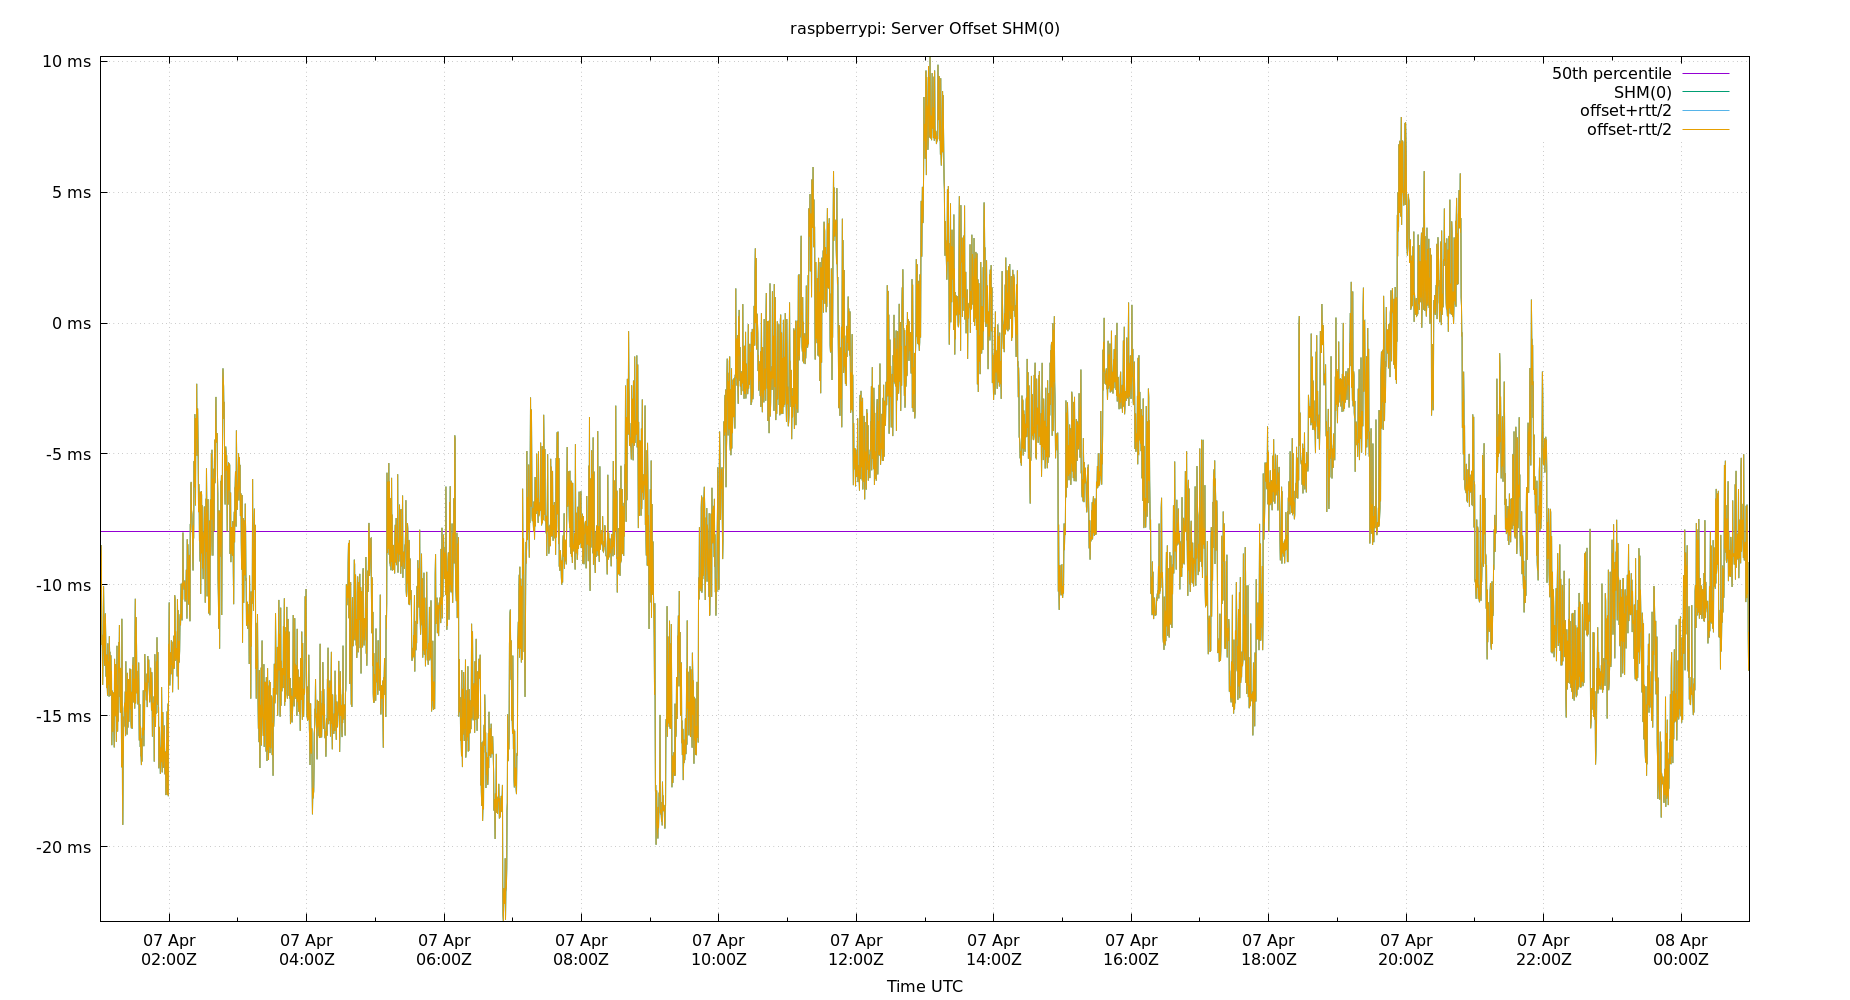 raspberrypi: Server Offset SHM(0)
10 ms
5 ms
0 ms
-5 ms
-10 ms
-15 ms
-20 ms
50th percentile
SHM(0)
offset+rtt/2
offset-rtt/2
07 Apr 07 Apr 07 Apr 07 Apr 07 Apr 07 Apr 07 Apr 07 Apr 07 Apr 07 Apr 07 Apr 08 Apr
02:00Z 04:00Z 06:00Z 08:00Z 10:00Z 12:00Z 14:00Z 16:00Z 18:00Z 20:00Z 22:00Z 00:00Z
Time UTC